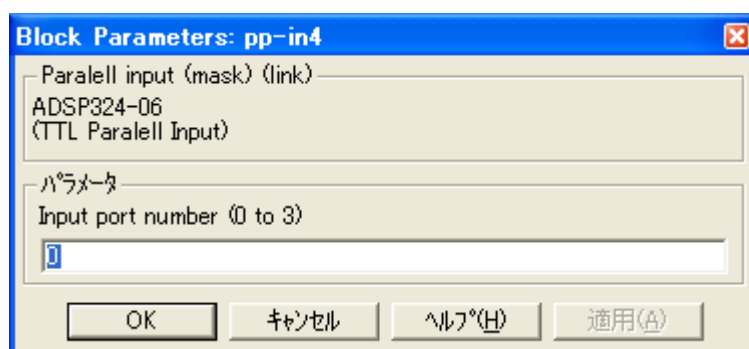 Block Parameters: pp-in4
Paralell input (mask) (link)
ADSP324-06
(TTL Paralell Input)
パラメータ
Input port number (0 to 3)
0
OK キャンセル ヘルプ(H) 適用(A)